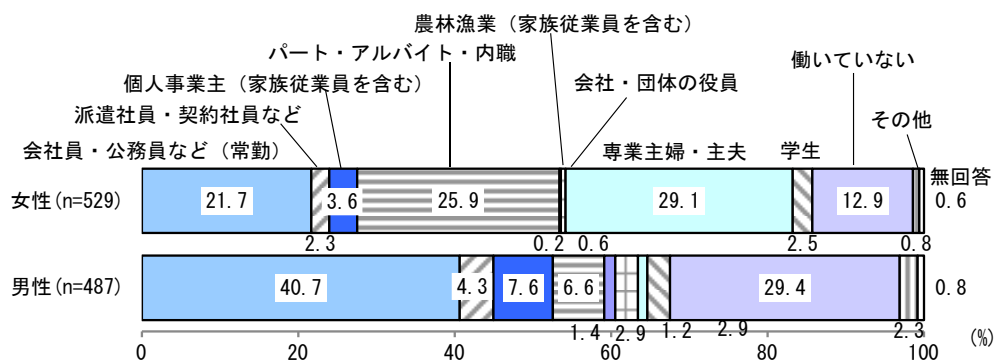 農林漁業（家族従業員を含む）
パート・アルバイト・内職
働いていない
個人事業主（家族従業員を含む）
会社・団体の役員
派遣社員・契約社員など
その他
会社員・公務員など（常勤）
専業主婦・主夫
学生
無回答
女性(n=529)
21.7
3.6
25.9
29.1
12.9
0.6
2.3
0.2
0.6
2.5
0.8
男性(n=487)
40.7
4.3
7.6
6.6
29.4
0.8
1.4
2.9
1.2
2.9
2.3
0
20
40
60
80
100
(%)